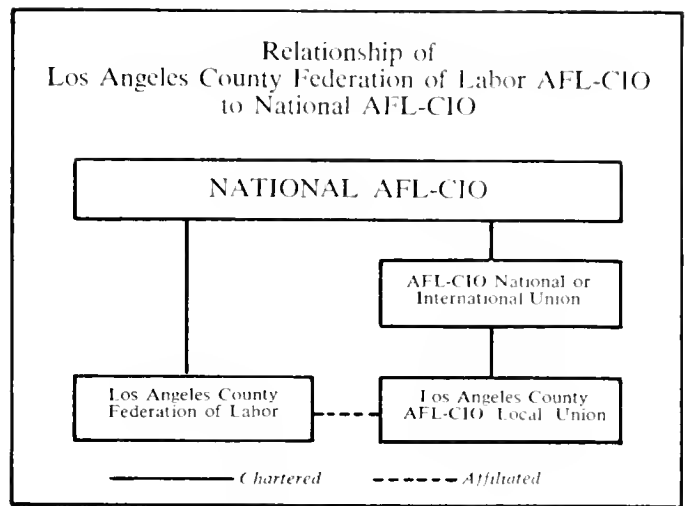 Relationship of
Los Angeles County Federation of Labor AFL-CIO
to National AFL-CIO
NATIONAL AFL-CIO
AFL-CIO National or
International Union
Los Angeles County
Federation of Labor
Los Angeles County
AFL-CIO Local Union
Chartered
Affiliated